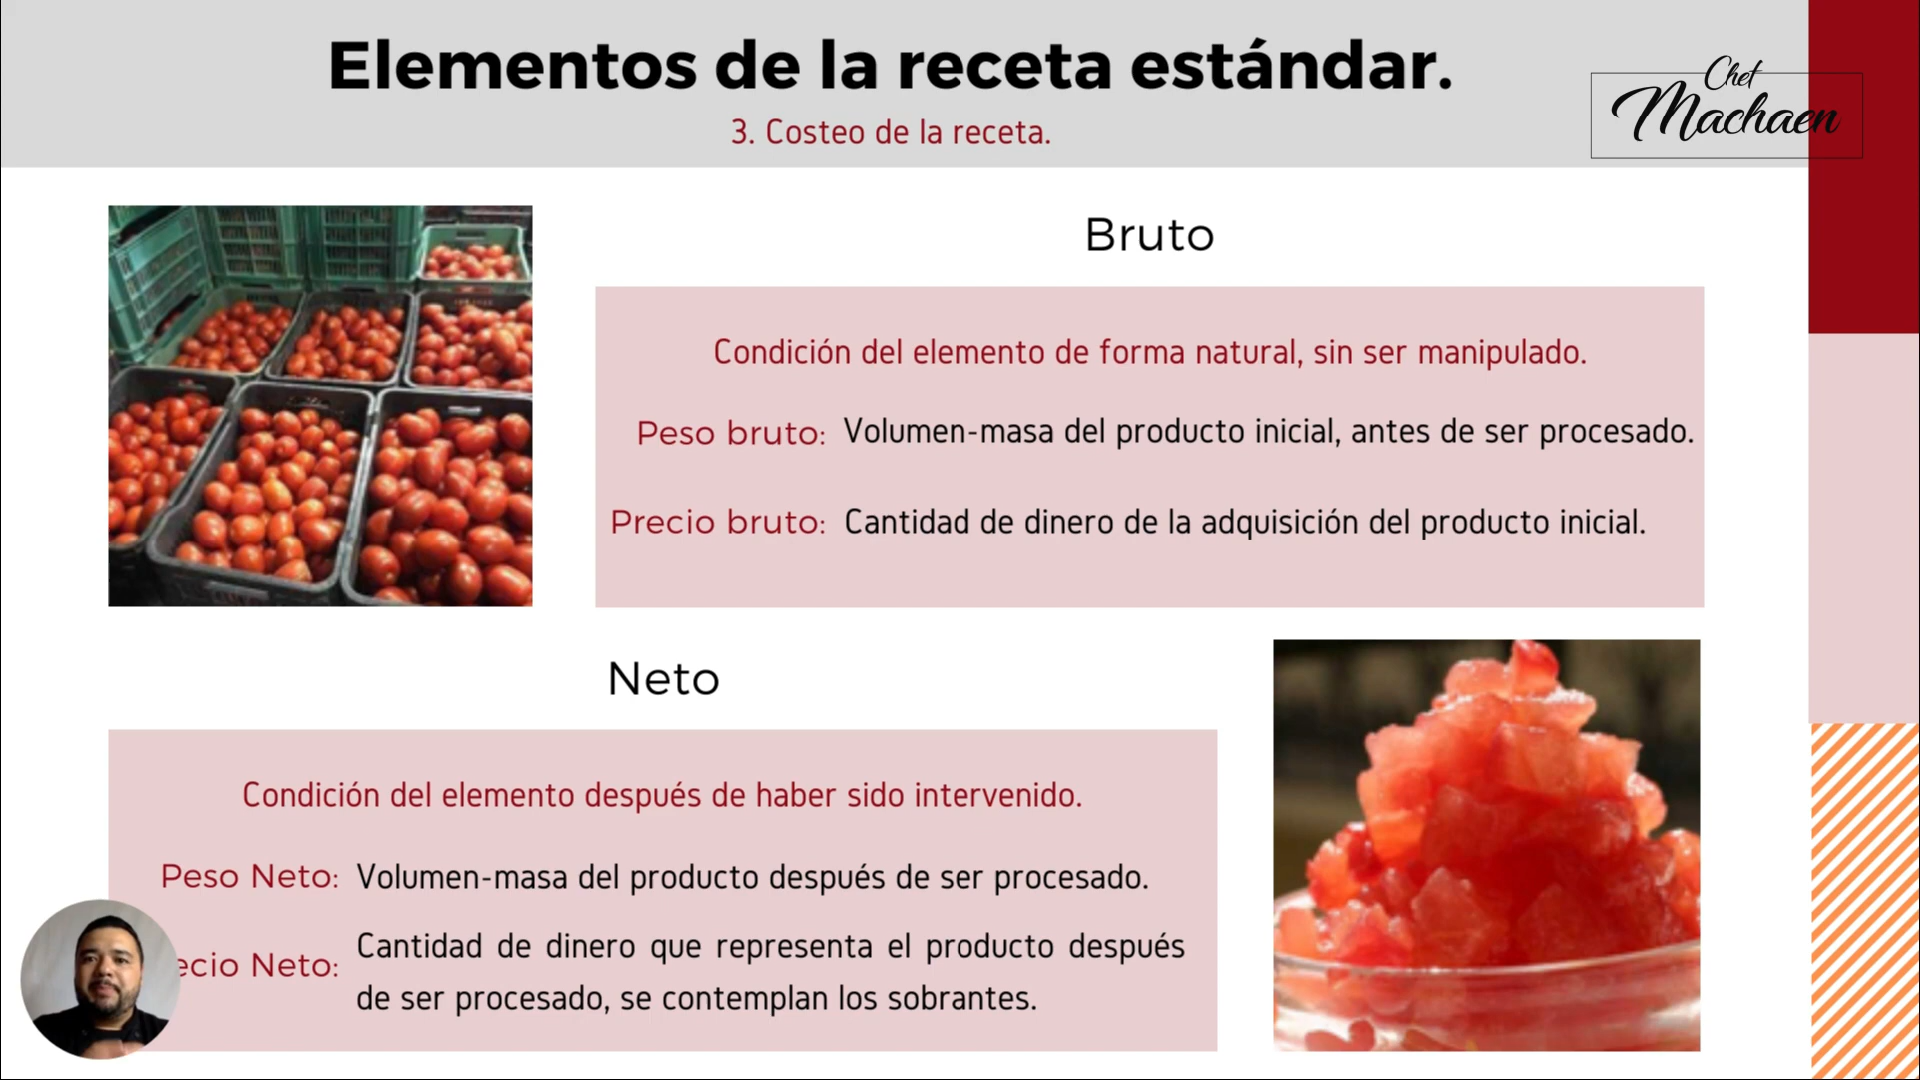 Elementos de la receta estándar.
3. Costeo de la receta.
Chef
Machaen
Bruto
Condición del elemento de forma natural, sin ser manipulado.
Peso bruto: Volumen-masa del producto inicial, antes de ser procesado.
Precio bruto: Cantidad de dinero de la adquisición del producto inicial.
Neto
Condición del elemento después de haber sido intervenido.
Peso Neto: Volumen-masa del producto después de ser procesado.
ecio Neto: Cantidad de dinero que representa el producto después
de ser procesado, se contemplan los sobrantes.